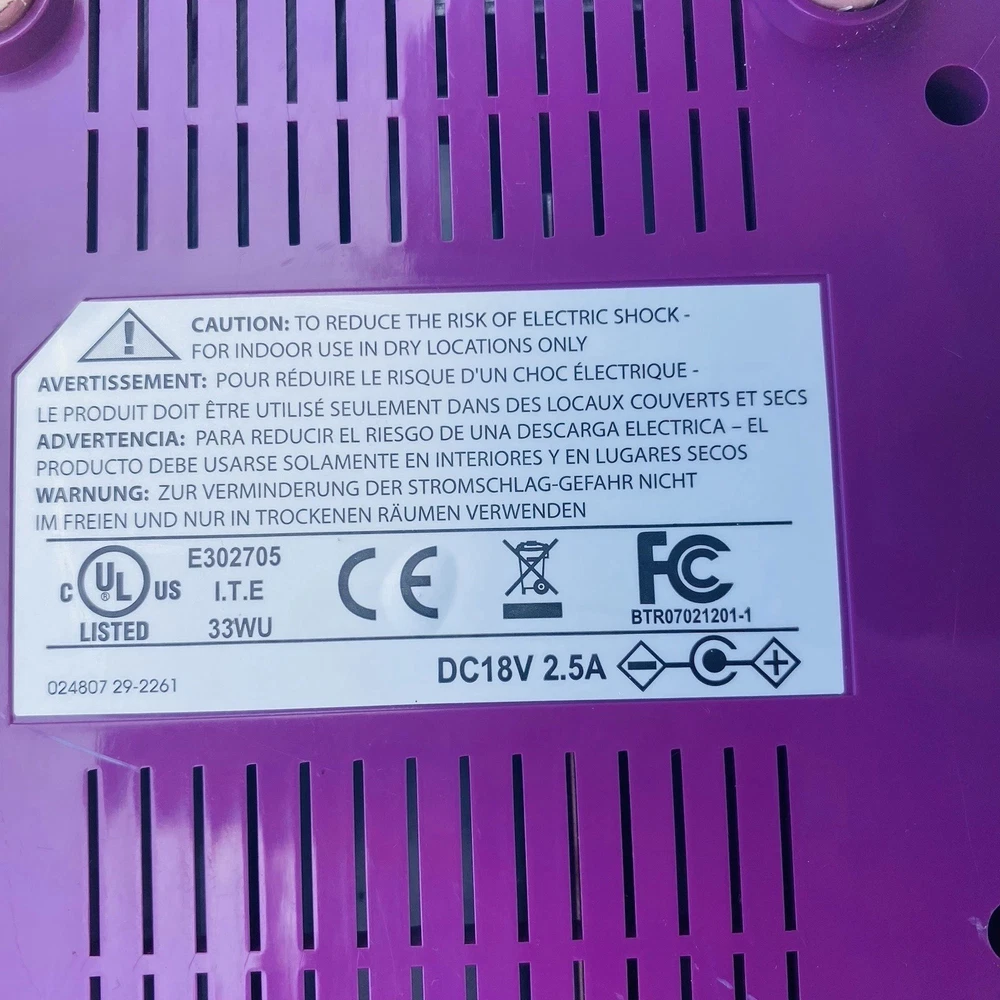 CAUTION: TO REDUCE THE RISK OF ELECTRIC SHOCK -
FOR INDOOR USE IN DRY LOCATIONS ONLY
AVERTISSEMENT: POUR RÉDUIRE LE RISQUE D'UN CHOC ÉLECTRIQUE -
LE PRODUIT DOIT ÊTRE UTILISÉ SEULEMENT DANS DES LOCAUX COUVERTS ET SECS
ADVERTENCIA: PARA REDUCIR EL RIESGO DE UNA DESCARGA ELECTRICA – EL
PRODUCTO DEBE USARSE SOLAMENTE EN INTERIORES Y EN LUGARES SECOS
WARNUNG: ZUR VERMINDERUNG DER STROMSCHLAG-GEFAHR NICHT
IM FREIEN UND NUR IN TROCKENEN RÄUMEN VERWENDEN
C UL ® US
LISTED
E302705
I.T.E
33WU
CE
FC
BTR07021201-1
024807 29-2261
DC18V 2.5A